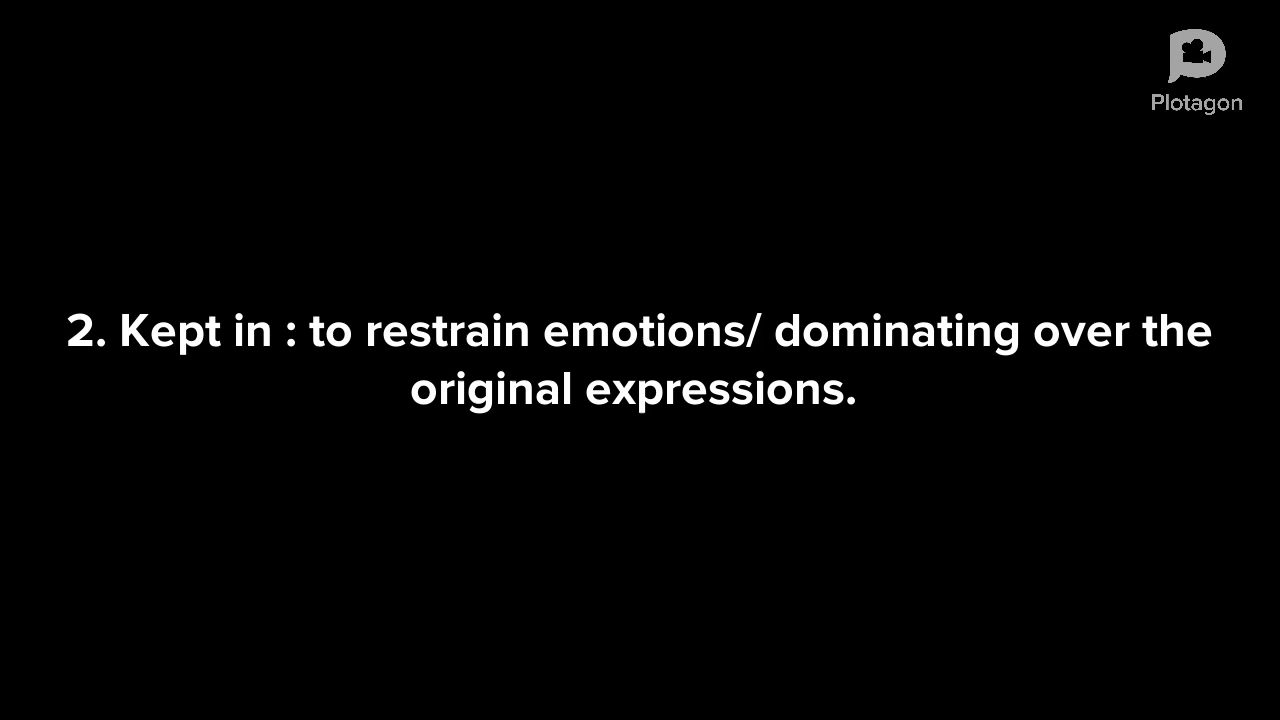 Plotagon
2. Kept in : to restrain emotions/ dominating over the
original expressions.